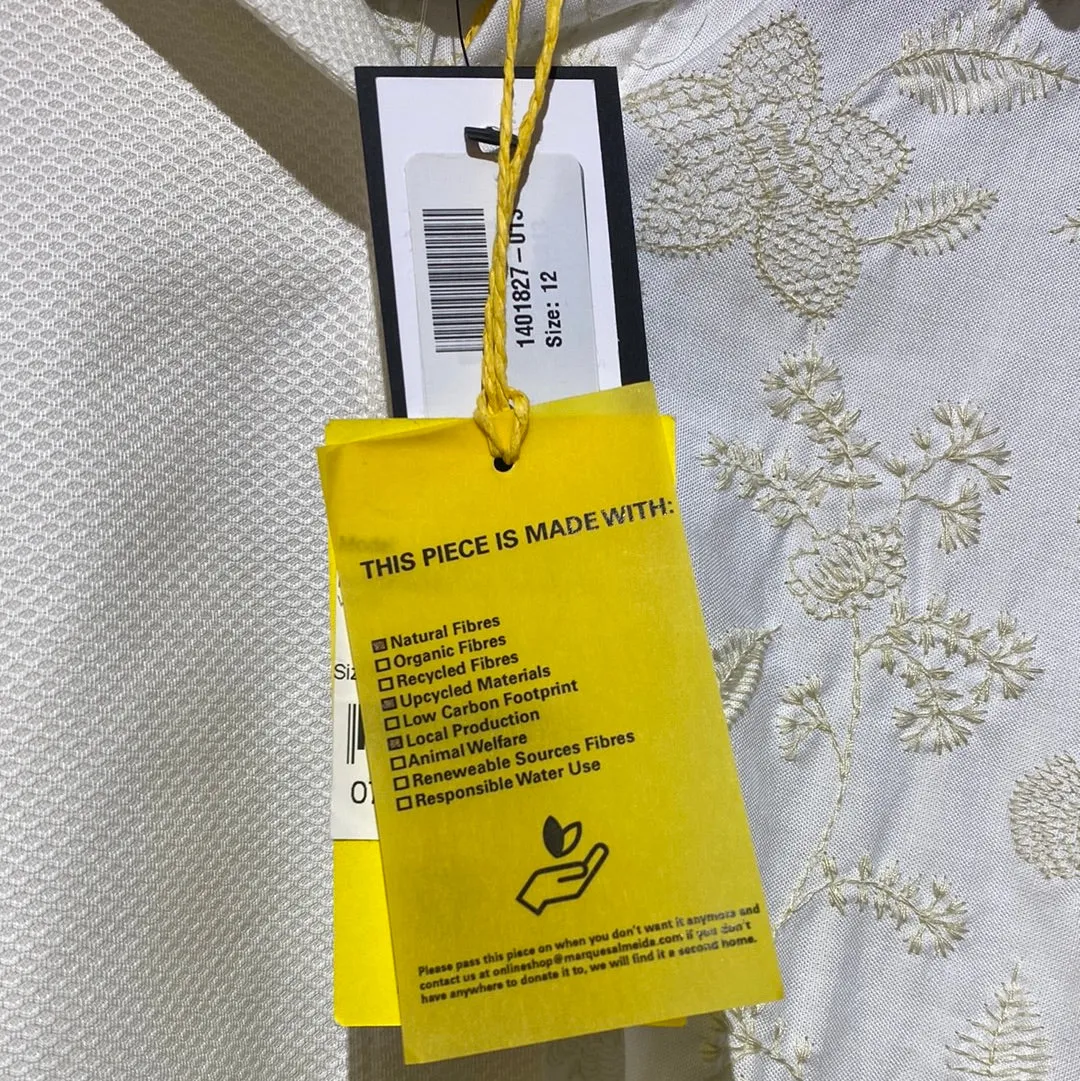 1401827-01
Size: 12
THIS PIECE IS MADE WITH:
Natural Fibres
Organic Fibres
Recycled Fibres
Upcycled Materials
Low Carbon Footprint
Local Production
Animal Welfare
Reneweable Sources Fibres
Responsible Water Use
Please pass this piece on when you don't want it anymore and
contact us at onlineshop@marquesalmeida.com if you don't
have anywhere to donate it to, we will find it a second home.
Siz
07